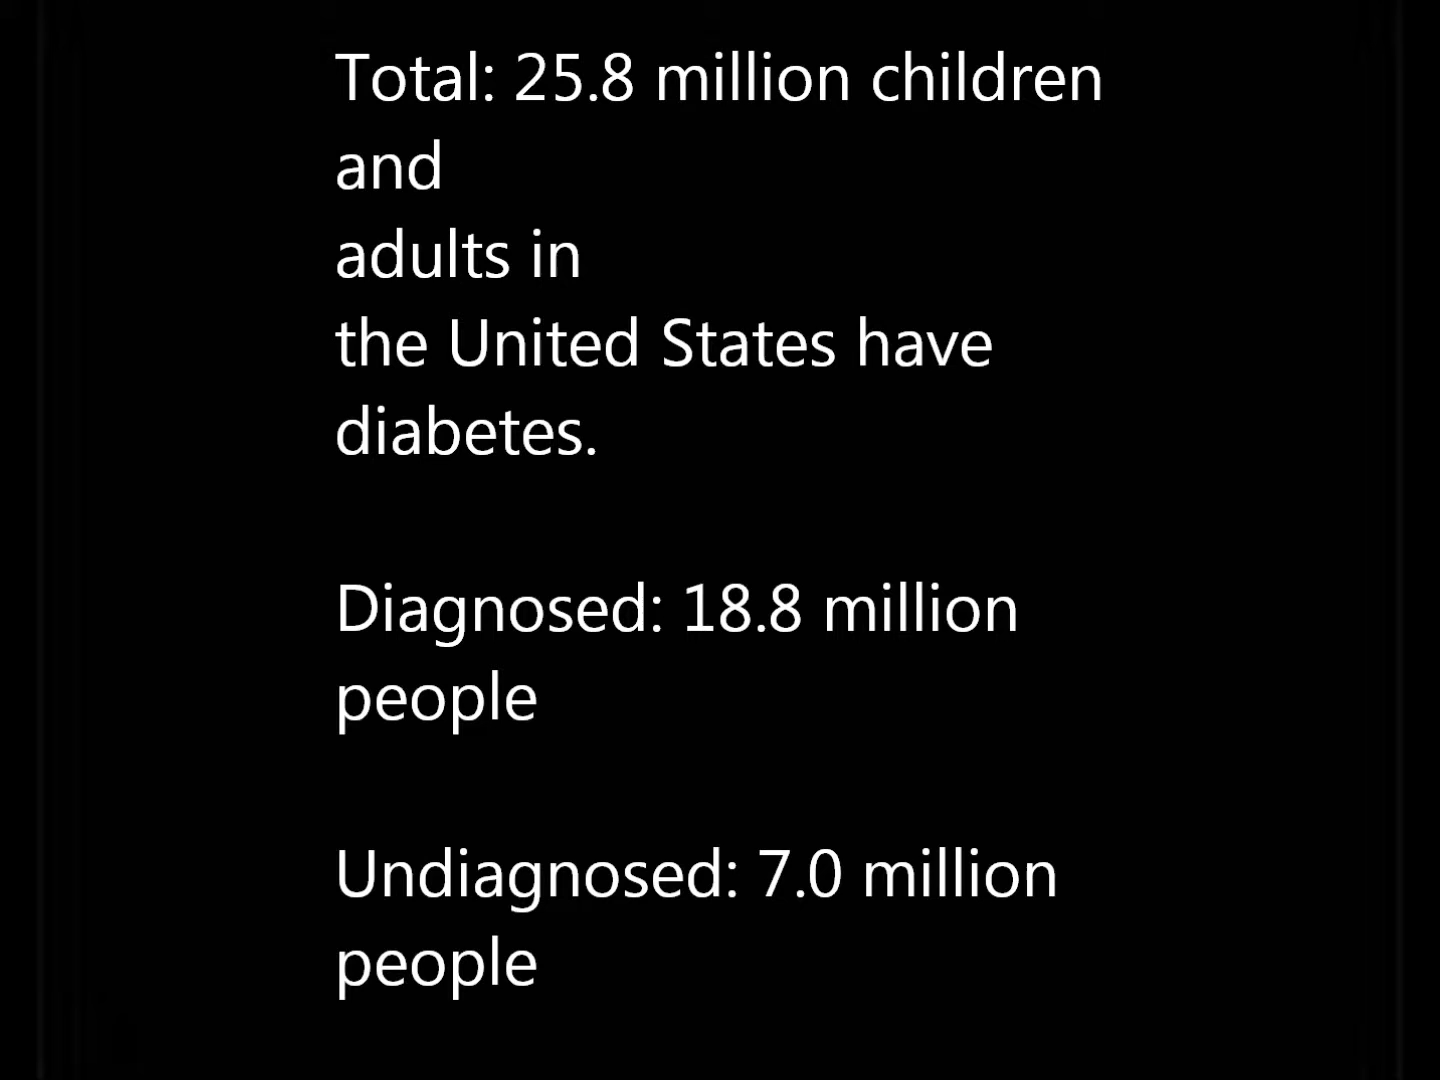 Total: 25.8 million children
and
adults in
the United States have
diabetes.
Diagnosed: 18.8 million
people
Undiagnosed: 7.0 million
people